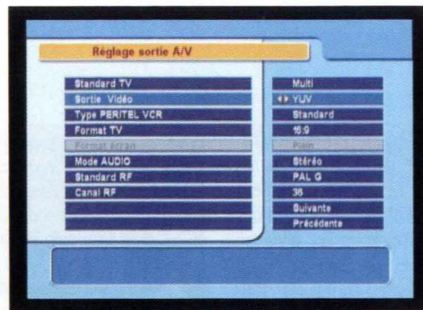 Réglage sortie A/V
Standard TV Multi
Sortie Vidéo YUV
Type PERITEL VCR Standard
Format TV 16:9
Format écran Plein
Mode AUDIO Stéréo
Standard RF PAL G
Canal RF 36
Suivante
Précédente